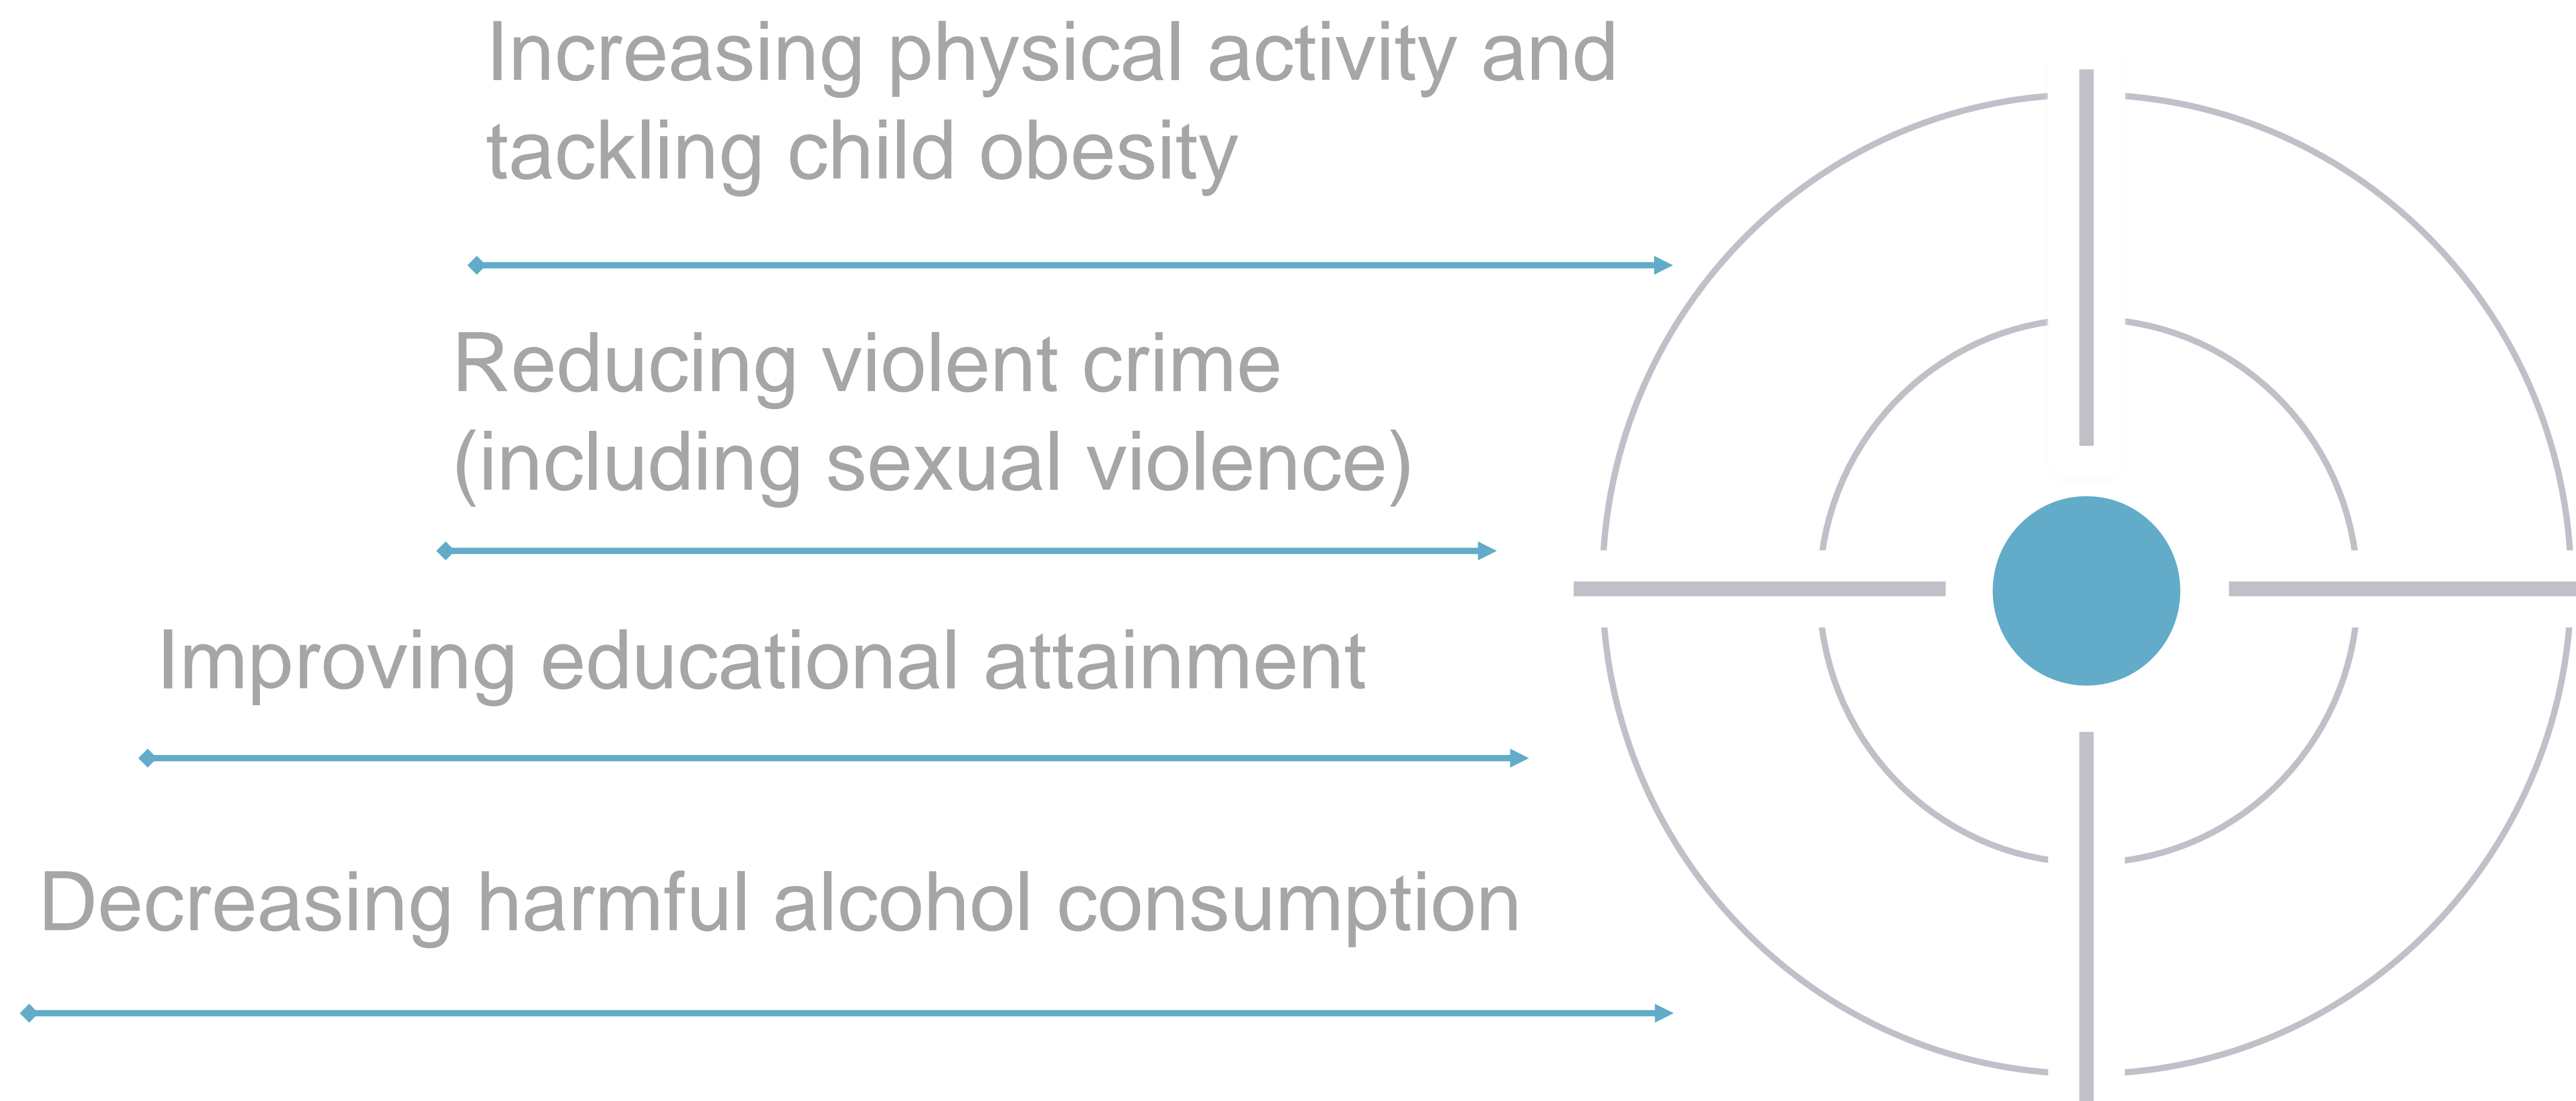 Increasing physical activity and
tackling child obesity
Reducing violent crime
(including sexual violence)
Improving educational attainment
Decreasing harmful alcohol consumption